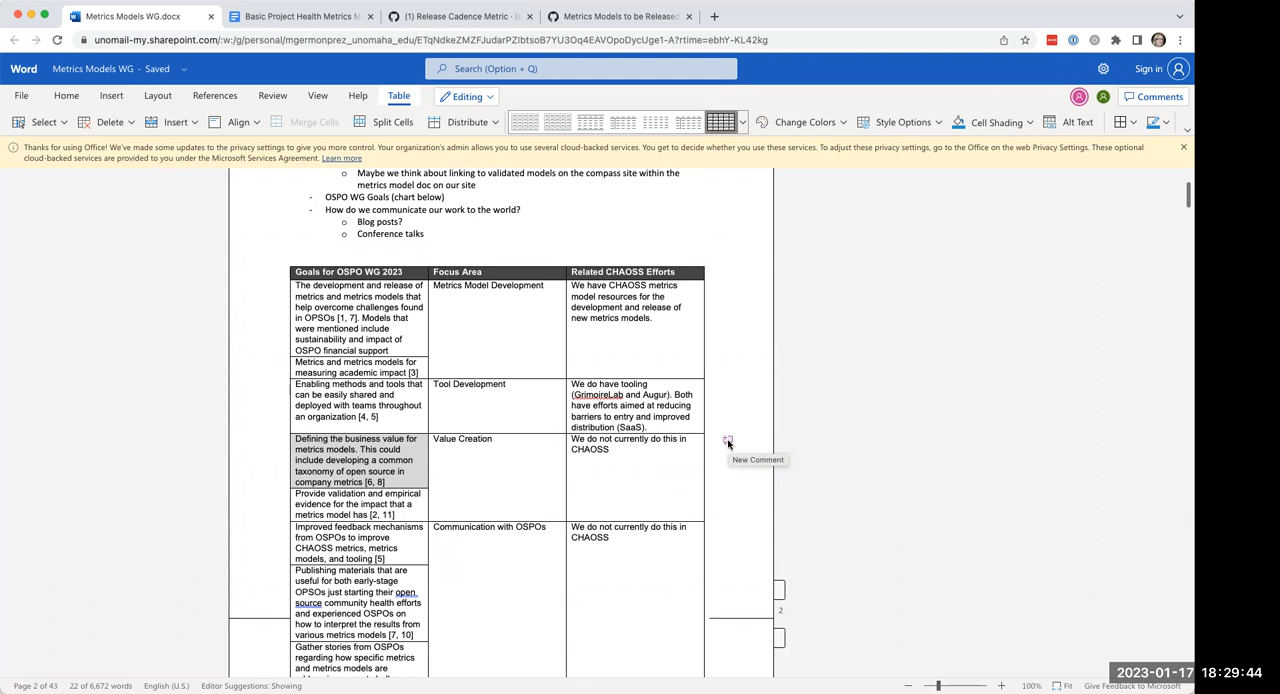 Metrics Models WG.docx
Basic Project Health Metrics M
(1) Release Cadence Metric - Is
Metrics Models to be Released
unomail-my.sharepoint.com/:w:/g/personal/mgermonprez_unomaha_edu/ETqNdkeZMZFJudarPZIbtsoB7YU3Oq4EAVOpoDycUge1-A?rtime=ebhY-KL42kg
Word
Metrics Models WG - Saved
Search (Option + Q)
Sign in
File
Home
Insert
Layout
References
Review
View
Help
Table
Editing
Comments
Select
Delete
Insert
Align
Merge Cells
Split Cells
Distribute
Change Colors
Style Options
Cell Shading
Alt Text
Thanks for using Office! We've made some updates to the privacy settings to give you more control. Your organization's admin allows you to use several cloud-backed services. You get to decide whether you use these services. To adjust these privacy settings, go to the Office on the web Privacy Settings. These optional
cloud-backed services are provided to you under the Microsoft Services Agreement. Learn more
o Maybe we think about linking to validated models on the compass site within the
metrics model doc on our site
- OSPO WG Goals (chart below)
- How do we communicate our work to the world?
o Blog posts?
o Conference talks
Goals for OSPO WG 2023
Focus Area
Related CHAOSS Efforts
The development and release of
metrics and metrics models that
help overcome challenges found
in OPSOs [1, 7]. Models that
were mentioned include
sustainability and impact of
OSPO financial support
Metrics Model Development
We have CHAOSS metrics
model resources for the
development and release of
new metrics models.
Metrics and metrics models for
measuring academic impact [3]
Enabling methods and tools that
can be easily shared and
deployed with teams throughout
an organization [4, 5]
Tool Development
We do have tooling
(GrimoireLab and Augur). Both
have efforts aimed at reducing
barriers to entry and improved
distribution (SaaS).
Defining the business value for
metrics models. This could
include developing a common
taxonomy of open source in
company metrics [6, 8]
Value Creation
We do not currently do this in
CHAOSS
New Comment
Provide validation and empirical
evidence for the impact that a
metrics model has [2, 11]
Improved feedback mechanisms
from OSPOs to improve
CHAOSS metrics, metrics
models, and tooling [5]
Communication with OSPOs
We do not currently do this in
CHAOSS
Publishing materials that are
useful for both early-stage
OPSOs just starting their open
source community health efforts
and experienced OSPOs on
how to interpret the results from
various metrics models [7, 10]
Gather stories from OSPOs
regarding how specific metrics
and metrics models are
2
Page 2 of 43
22 of 6,672 words
English (U.S.)
Editor Suggestions: Showing
100%
Fit
Give Feedback to Microsoft
2023-01-17 18:29:44